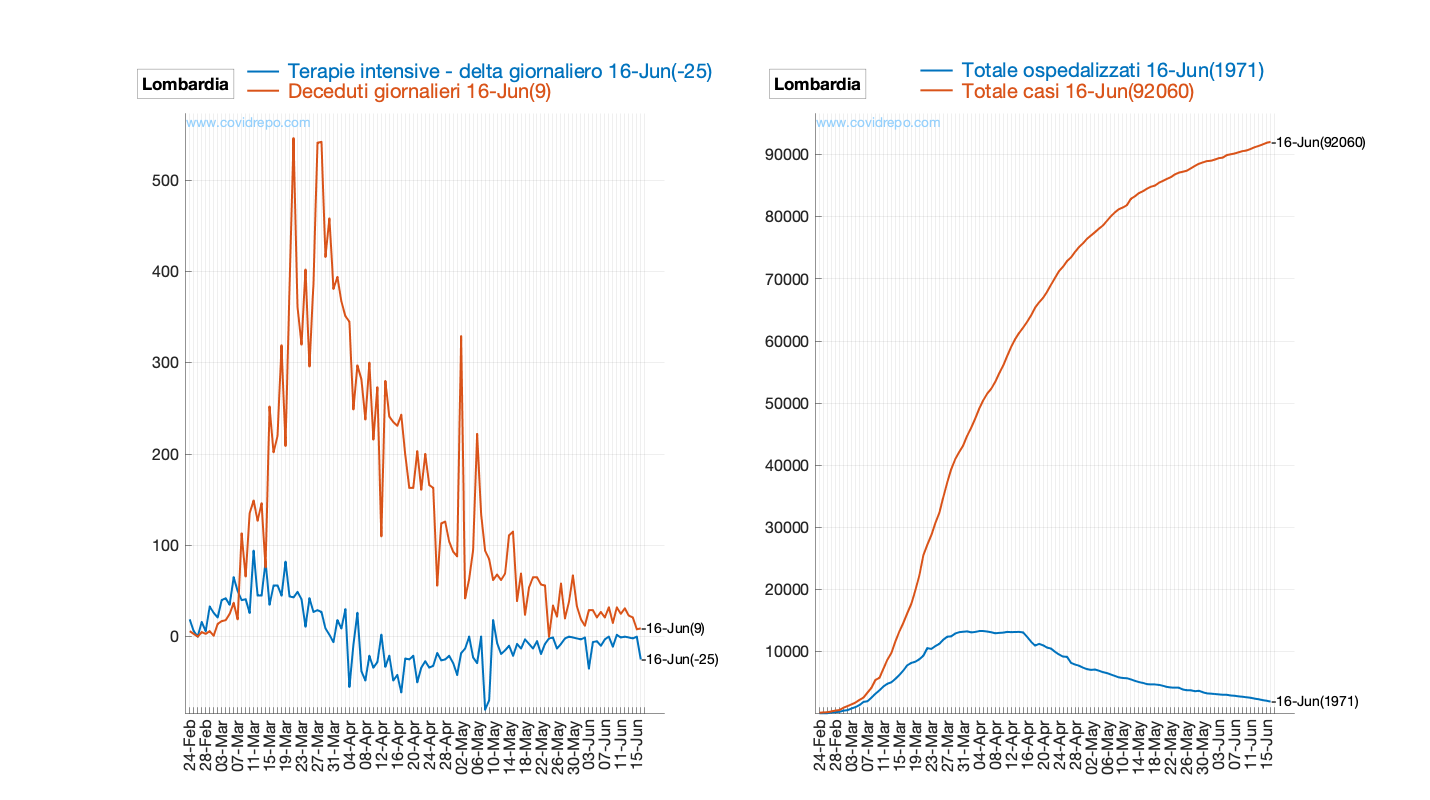 Lombardia
Terapie intensive - delta giornaliero 16-Jun(-25)
Deceduti giornalieri 16-Jun(9)
www.covidrepo.com
500
400
300
200
100
0
-16-Jun(9)
-16-Jun(-25)
24-Feb
28-Feb
03-Mar
07-Mar
11-Mar
15-Mar
19-Mar
23-Mar
27-Mar
31-Mar
04-Apr
08-Apr
12-Apr
16-Apr
20-Apr
24-Apr
28-Apr
02-May
06-May
10-May
14-May
18-May
22-May
26-May
30-May
03-Jun
07-Jun
11-Jun
15-Jun
Lombardia
Totale ospedalizzati 16-Jun(1971)
Totale casi 16-Jun(92060)
www.covidrepo.com
90000
80000
70000
60000
50000
40000
30000
20000
10000
-16-Jun(92060)
-16-Jun(1971)
24-Feb
28-Feb
03-Mar
07-Mar
11-Mar
15-Mar
19-Mar
23-Mar
27-Mar
31-Mar
04-Apr
08-Apr
12-Apr
16-Apr
20-Apr
24-Apr
28-Apr
02-May
06-May
10-May
14-May
18-May
22-May
26-May
30-May
03-Jun
07-Jun
11-Jun
15-Jun